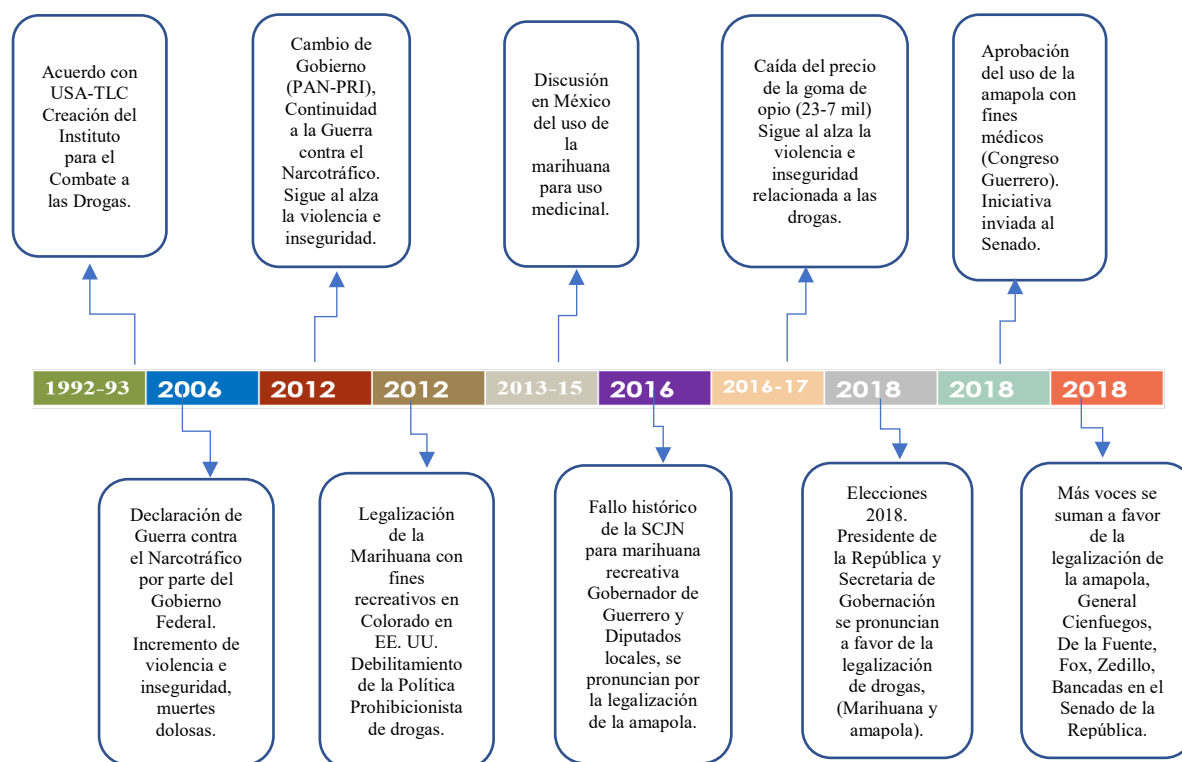 Acuerdo con
USA-TLC
Creación del
Instituto
para el
Combate a
las Drogas.
Cambio de
Gobierno
(PAN-PRI),
Continuidad
a la Guerra
contra el
Narcotráfico.
Sigue al alza
la violencia e
inseguridad.
Discusión
en México
del uso de
la
marihuana
para uso
medicinal.
Caída del precio
de la goma de
opio (23-7 mil)
Sigue al alza la
violencia e
inseguridad
relacionada a las
drogas.
Aprobación
del uso de la
amapola con
fines
médicos
(Congreso
Guerrero).
Iniciativa
inviada al
Senado.
1992-93 2006 2012 2012 2013-15 2016 2016-17 2018 2018 2018
Declaración de
Guerra contra
el Narcotráfico
por parte del
Gobierno
Federal.
Incremento de
violencia e
inseguridad,
muertes
dolosas.
Legalización
de la
Marihuana con
fines
recreativos en
Colorado en
EE. UU.
Debilitamiento
de la Política
Prohibicionista
de drogas.
Fallo histórico
de la SCJN
para marihuana
recreativa
Gobernador de
Guerrero y
Diputados
locales, se
pronuncian por
la legalización
de la amapola.
Elecciones
2018.
Presidente de
la República y
Secretaria de
Gobernación
se pronuncian
a favor de la
legalización
de drogas,
(Marihuana y
amapola).
Más voces se
suman a favor
de la
legalización de
la amapola,
General
Cienfuegos,
De la Fuente,
Fox, Zedillo,
Bancadas en el
Senado de la
República.